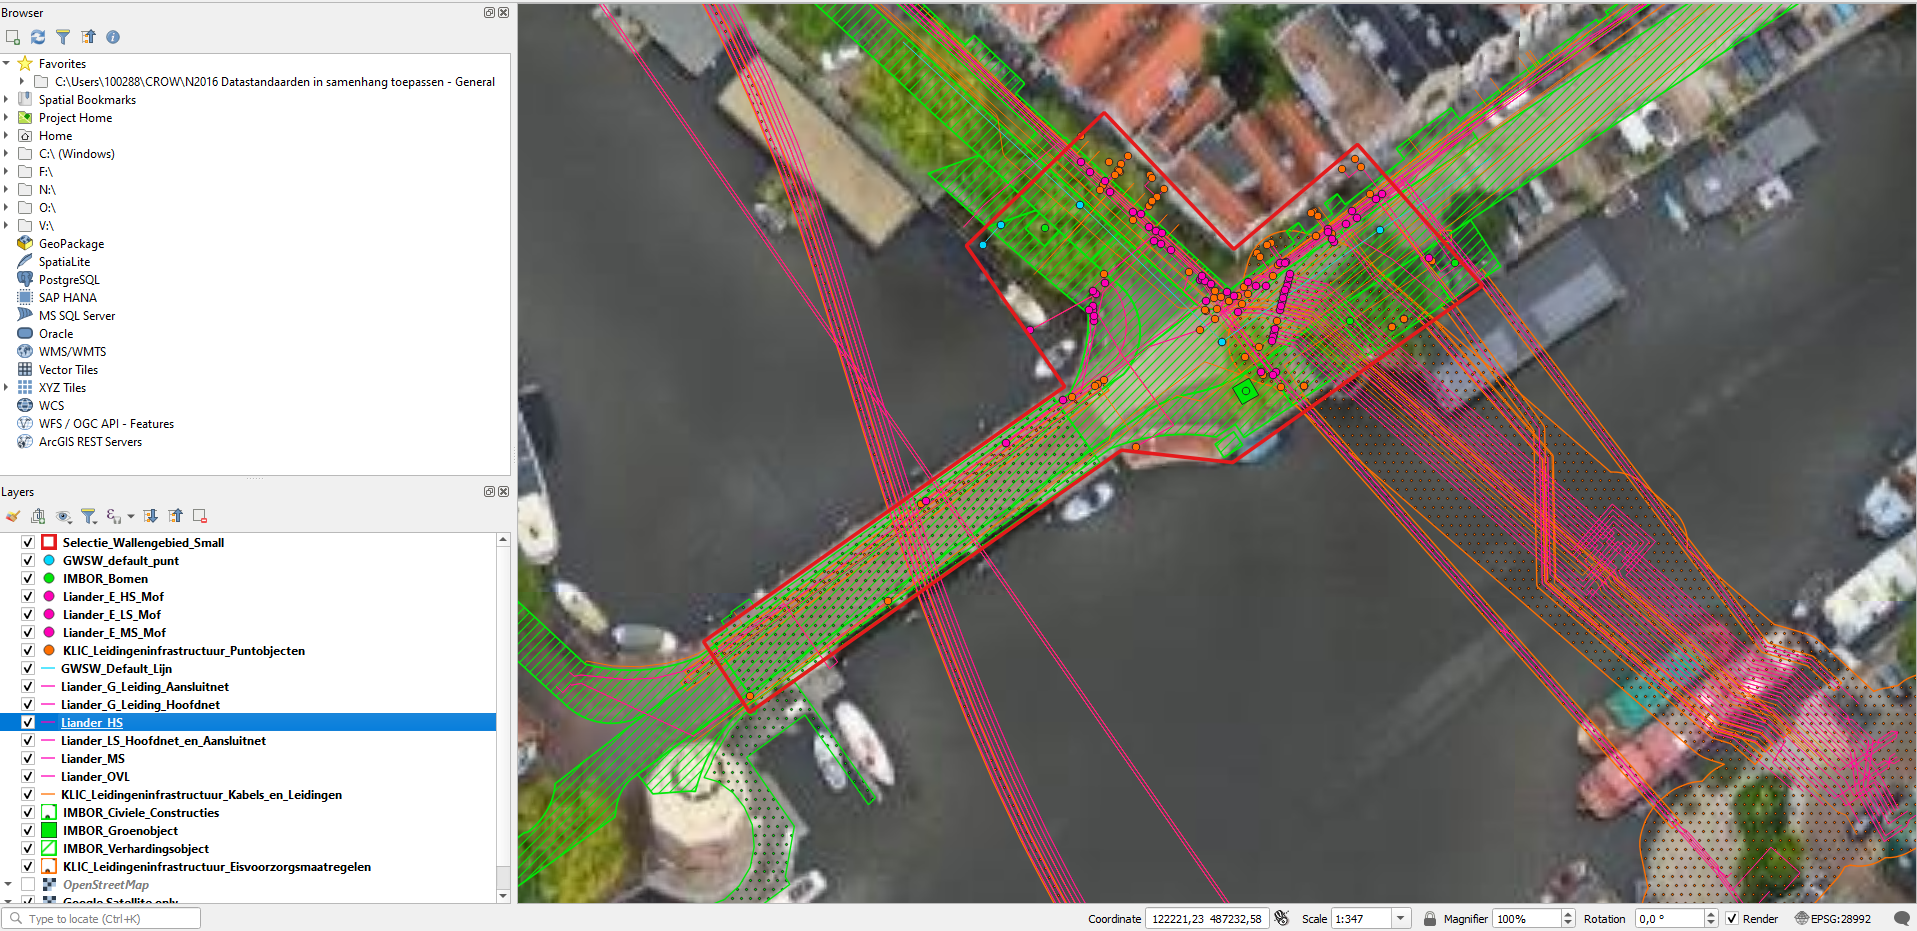 Browser
Favorites
C:\Users\100288\CROW\N2016 Datastandaarden in samenhang toepassen - General
Spatial Bookmarks
Project Home
Home
C:\ (Windows)
F:\
N:\
O:\
V:\
GeoPackage
SpatiaLite
PostgreSQL
SAP HANA
MS SQL Server
Oracle
WMS/WMTS
Vector Tiles
XYZ Tiles
WCS
WFS / OGC API - Features
ArcGIS REST Servers
Layers
Selectie_Wallengebied_Small
GWSW_default_punt
IMBOR_Bomen
Liander_E_HS_Mof
Liander_E_LS_Mof
Liander_E_MS_Mof
KLIC_Leidingeninfrastructuur_Puntobjecten
GWSW_Default_Lijn
Liander_G_Leiding_Aansluitnet
Liander_G_Leiding_Hoofdnet
Liander_HS
Liander_LS_Hoofdnet_en_Aansluitnet
Liander_MS
Liander_OVL
KLIC_Leidingeninfrastructuur_Kabels_en_Leidingen
IMBOR_Civiele_Constructies
IMBOR_Groenobject
IMBOR_Verhardingsobject
KLIC_Leidingeninfrastructuur_Eisvoorzorgsmaatregelen
OpenStreetMap
Google Satellite only
Type to locate (Ctrl+K)
Coordinate 122221,23 487232,58 Scale 1:347 Magnifier 100% Rotation 0,0 ° Render EPSG:28992